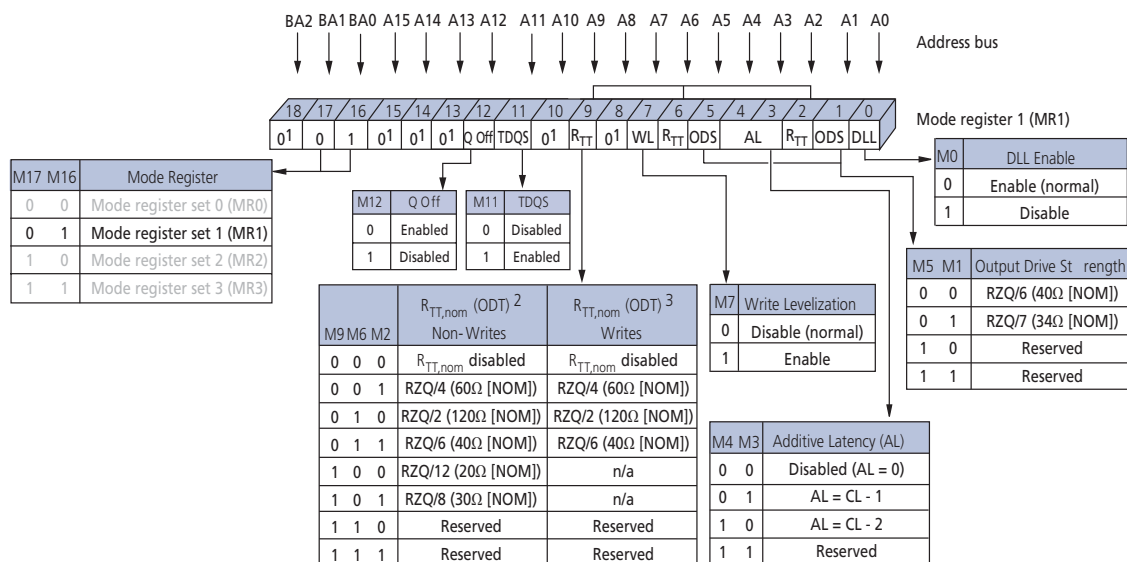 BA2 BA1 BA0 A15 A14 A13 A12 A11 A10 A9 A8 A7 A6 A5 A4 A3 A2 A1 A0
Address bus
18 17 16 15 14 13 12 11 10 9 8 7 6 5 4 3 2 1 0
0¹ 0 1 0¹ 0¹ 0¹ Q Off TDQS 0¹ RTT 0¹ WL RTT ODS AL RTT ODS DLL
Mode register 1 (MR1)
M17 M16 Mode Register
0 0 Mode register set 0 (MR0)
0 1 Mode register set 1 (MR1)
1 0 Mode register set 2 (MR2)
1 1 Mode register set 3 (MR3)
M12 Q Off
0 Enabled
1 Disabled
M11 TDQS
0 Disabled
1 Enabled
M0 DLL Enable
0 Enable (normal)
1 Disable
M5 M1 Output Drive St rength
0 0 RZQ/6 (40Ω [NOM])
0 1 RZQ/7 (34Ω [NOM])
1 0 Reserved
1 1 Reserved
RTT,nom (ODT) 2 RTT,nom (ODT) 3
M9 M6 M2 Non-Writes Writes
0 0 0 RTT,nom disabled RTT,nom disabled
0 0 1 RZQ/4 (60Ω [NOM]) RZQ/4 (60Ω [NOM])
0 1 0 RZQ/2 (120Ω [NOM]) RZQ/2 (120Ω [NOM])
0 1 1 RZQ/6 (40Ω [NOM]) RZQ/6 (40Ω [NOM])
1 0 0 RZQ/12 (20Ω [NOM]) n/a
1 0 1 RZQ/8 (30Ω [NOM]) n/a
1 1 0 Reserved Reserved
1 1 1 Reserved Reserved
M7 Write Levelization
0 Disable (normal)
1 Enable
M4 M3 Additive Latency (AL)
0 0 Disabled (AL = 0)
0 1 AL = CL - 1
1 0 AL = CL - 2
1 1 Reserved